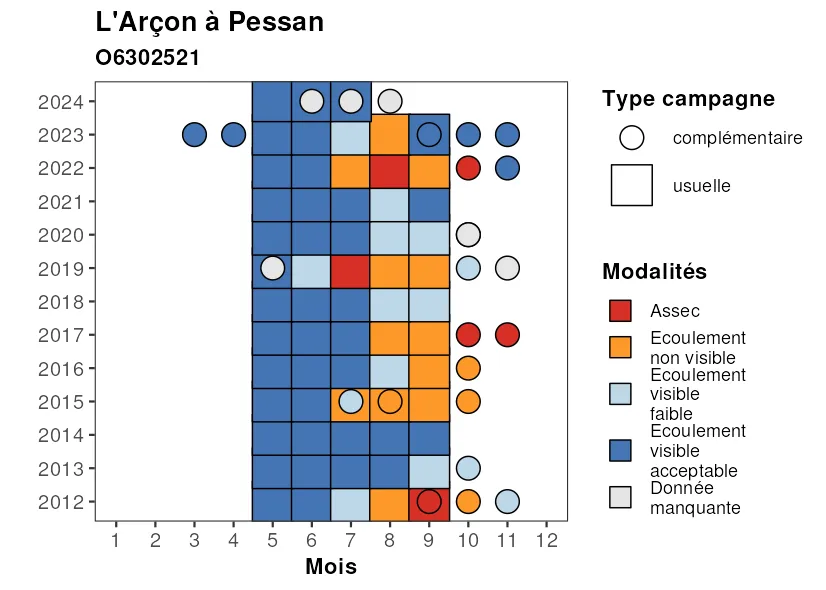 L'Arçon à Pessan
O6302521
2024
2023
2022
2021
2020
2019
2018
2017
2016
2015
2014
2013
2012
1 2 3 4 5 6 7 8 9 10 11 12
Mois
Type campagne
complémentaire
usuelle
Modalités
Assec
Ecoulement
non visible
Ecoulement
visible
faible
Ecoulement
visible
acceptable
Donnée
manquante